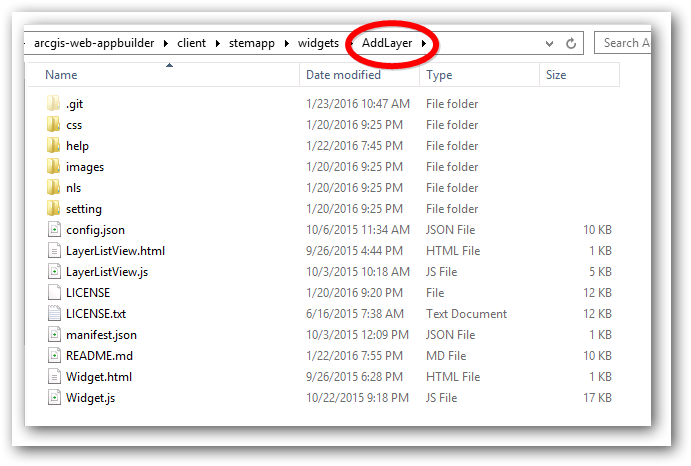 arcgis-web-appbuilder client stemapp widgets AddLayer Search A
Name Date modified Type Size
.git 1/23/2016 10:47 AM File folder
css 1/20/2016 9:25 PM File folder
help 1/22/2016 7:45 PM File folder
images 1/20/2016 9:25 PM File folder
nls 1/20/2016 9:25 PM File folder
setting 1/20/2016 9:25 PM File folder
config.json 10/6/2015 11:34 AM JSON File 10 KB
LayerListView.html 9/26/2015 4:44 PM HTML File 1 KB
LayerListView.js 10/3/2015 10:18 AM JS File 5 KB
LICENSE 1/20/2016 9:20 PM File 12 KB
LICENSE.txt 6/16/2015 7:38 AM Text Document 12 KB
manifest.json 10/3/2015 12:09 PM JSON File 1 KB
README.md 1/22/2016 7:55 PM MD File 10 KB
Widget.html 9/26/2015 6:28 PM HTML File 1 KB
Widget.js 10/22/2015 9:18 PM JS File 17 KB